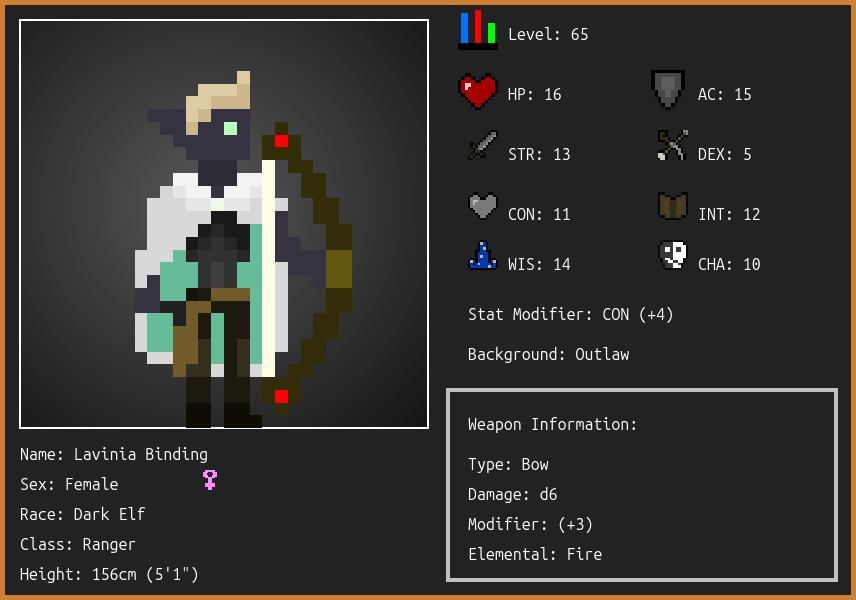 Level: 65
HP: 16
AC: 15
STR: 13
DEX: 5
CON: 11
INT: 12
WIS: 14
CHA: 10
Stat Modifier: CON (+4)
Background: Outlaw
Weapon Information:
Type: Bow
Damage: d6
Modifier: (+3)
Elemental: Fire
Name: Lavinia Binding
Sex: Female
Race: Dark Elf
Class: Ranger
Height: 156cm (5'1")